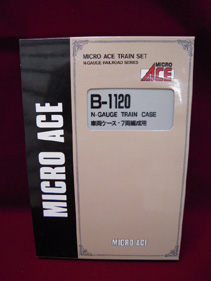 MICRO ACE TRAIN SET
N-GAUGE RAILROAD SERIES
MICRO
ACE
B-1120
N-GAUGE TRAIN CASE
車両ケース・7両編成用
MICRO ACE
MICRO ACE